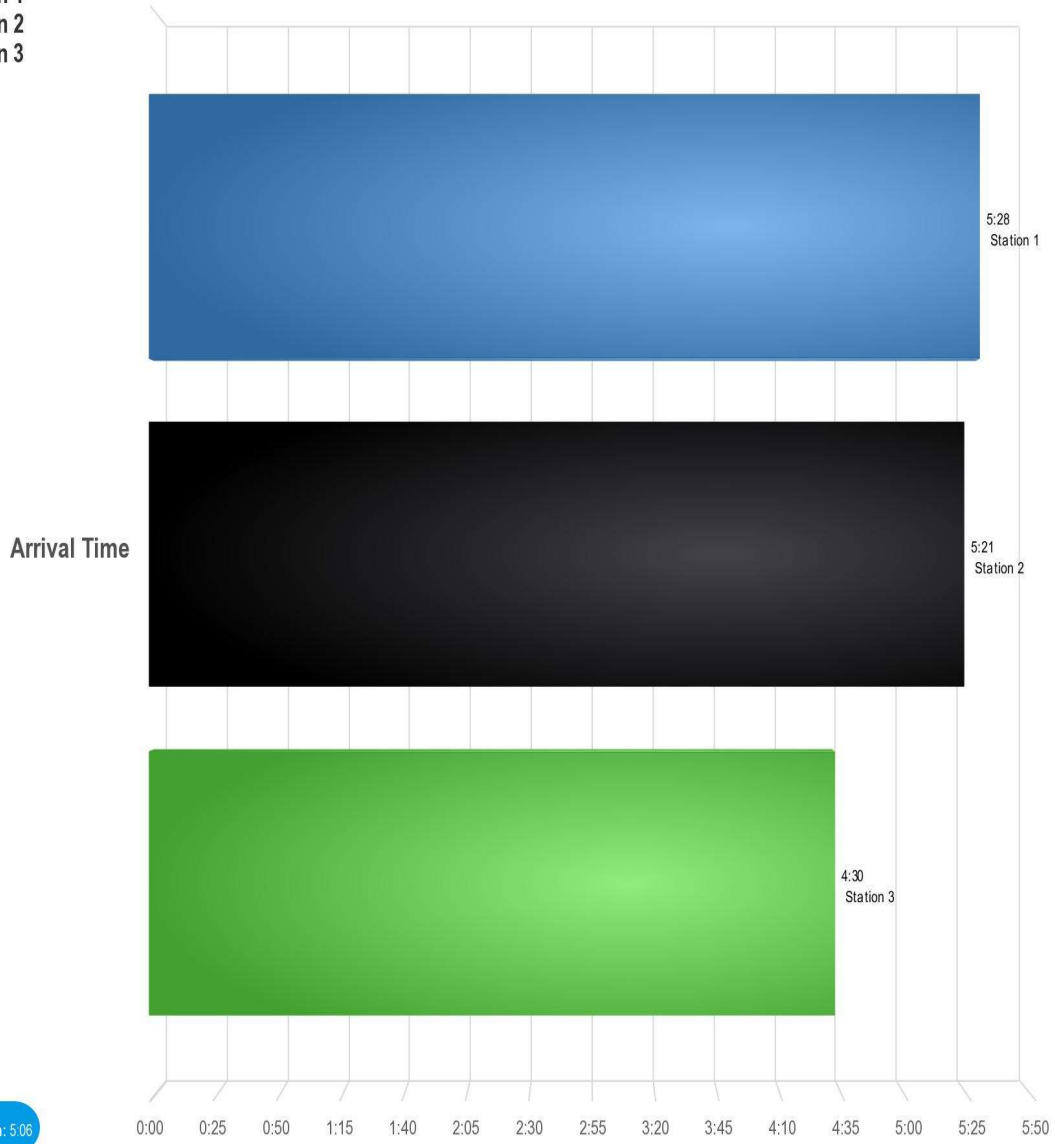 n 2
n 3
5:28
Station 1
Arrival Time
5:21
Station 2
4:30
Station 3
: 5:06
0:00 0:25 0:50 1:15 1:40 2:05 2:30 2:55 3:20 3:45 4:10 4:35 5:00 5:25 5:50